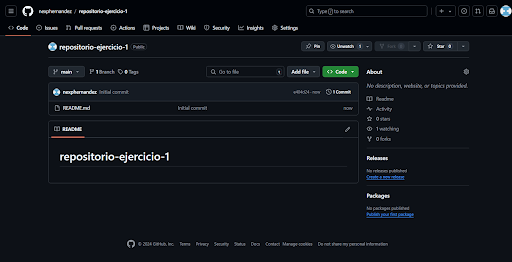 nexphernandez / repositorio-ejercicio-1
Type / to search
Code Issues Pull requests Actions Projects Wiki Security Insights Settings
repositorio-ejercicio-1 Public
Pin Unwatch 1 Fork 0 Star 0
main 1 Branch 0 Tags Go to file t Add file Code
About
No description, website, or topics provided.
nexphernandez Initial commit now 1 Commit
README.md Initial commit now
Readme
Activity
0 stars
1 watching
0 forks
README
repositorio-ejercicio-1
Releases
No releases published
Create a new release
Packages
No packages published
Publish your first package
© 2024 GitHub, Inc. Terms Privacy Security Status Docs Contact Manage cookies Do not share my personal information